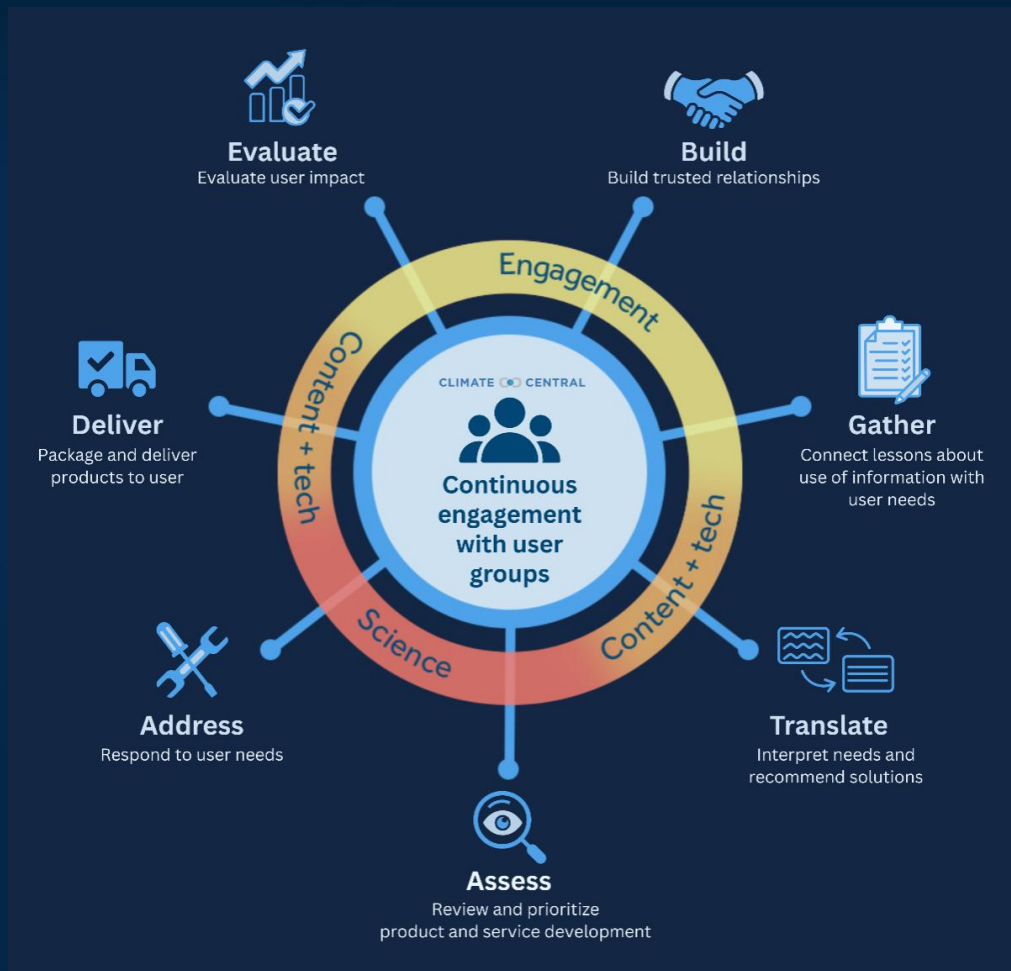 Evaluate
Evaluate user impact
Build
Build trusted relationships
Engagement
Content + tech
CLIMATE CENTRAL
Continuous
engagement
with user
groups
Deliver
Package and deliver
products to user
Gather
Connect lessons about
use of information with
user needs
Content + tech
Science
Address
Respond to user needs
Translate
Interpret needs and
recommend solutions
Assess
Review and prioritize
product and service development